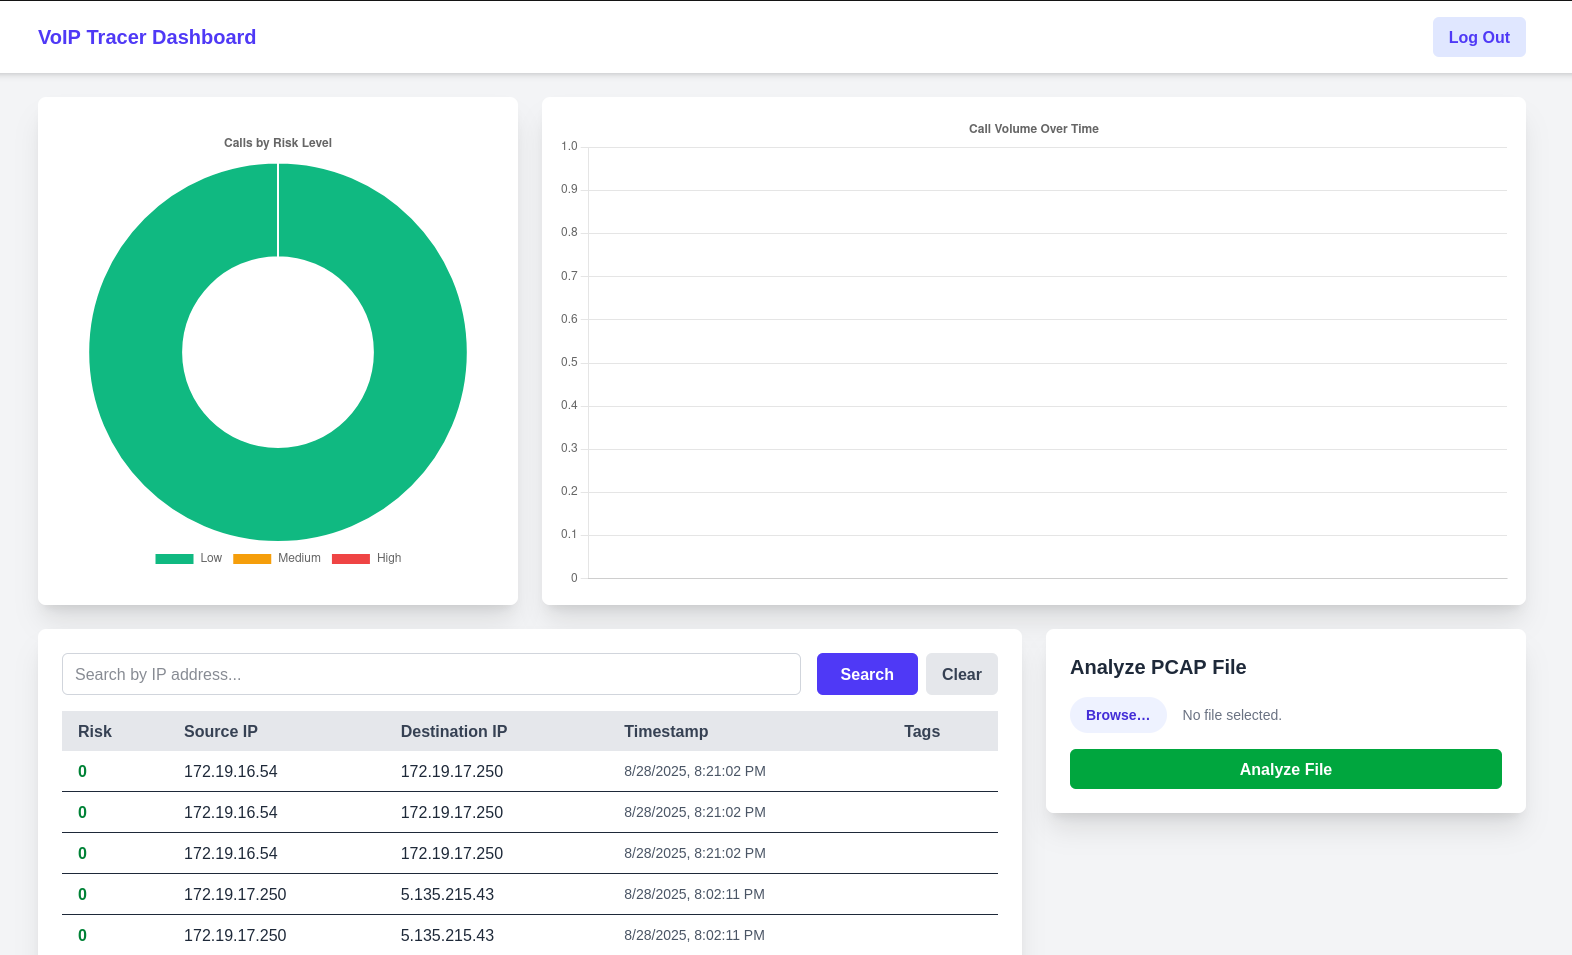 VoIP Tracer Dashboard
Log Out
Calls by Risk Level
Low Medium High
Call Volume Over Time
1.0
0.9
0.8
0.7
0.6
0.5
0.4
0.3
0.2
0.1
0
Search by IP address...
Search
Clear
Risk Source IP Destination IP Timestamp Tags
0 172.19.16.54 172.19.17.250 8/28/2025, 8:21:02 PM
0 172.19.16.54 172.19.17.250 8/28/2025, 8:21:02 PM
0 172.19.16.54 172.19.17.250 8/28/2025, 8:21:02 PM
0 172.19.17.250 5.135.215.43 8/28/2025, 8:02:11 PM
0 172.19.17.250 5.135.215.43 8/28/2025, 8:02:11 PM
Analyze PCAP File
Browse... No file selected.
Analyze File